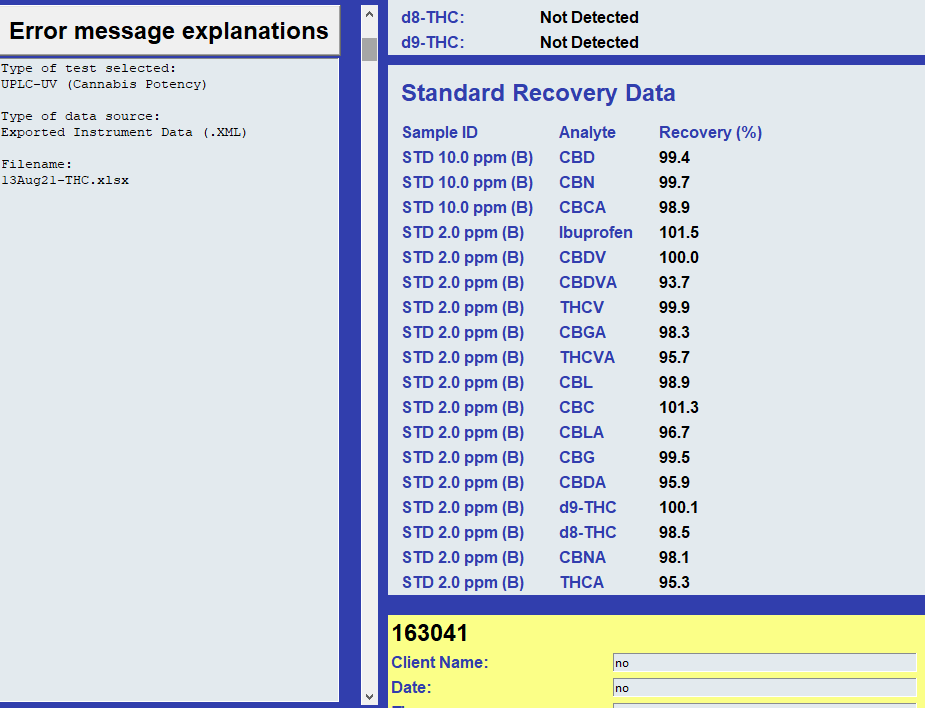 Error message explanations
Type of test selected:
UPLC-UV (Cannabis Potency)
Type of data source:
Exported Instrument Data (.XML)
Filename:
13Aug21-THC.xlsx
d8-THC: Not Detected
d9-THC: Not Detected
Standard Recovery Data
Sample ID Analyte Recovery (%)
STD 10.0 ppm (B) CBD 99.4
STD 10.0 ppm (B) CBN 99.7
STD 10.0 ppm (B) CBCA 98.9
STD 2.0 ppm (B) Ibuprofen 101.5
STD 2.0 ppm (B) CBDV 100.0
STD 2.0 ppm (B) CBDVA 93.7
STD 2.0 ppm (B) THCV 99.9
STD 2.0 ppm (B) CBGA 98.3
STD 2.0 ppm (B) THCVA 95.7
STD 2.0 ppm (B) CBL 98.9
STD 2.0 ppm (B) CBC 101.3
STD 2.0 ppm (B) CBLA 96.7
STD 2.0 ppm (B) CBG 99.5
STD 2.0 ppm (B) CBDA 95.9
STD 2.0 ppm (B) d9-THC 100.1
STD 2.0 ppm (B) d8-THC 98.5
STD 2.0 ppm (B) CBNA 98.1
STD 2.0 ppm (B) THCA 95.3
163041
Client Name: no
Date: no